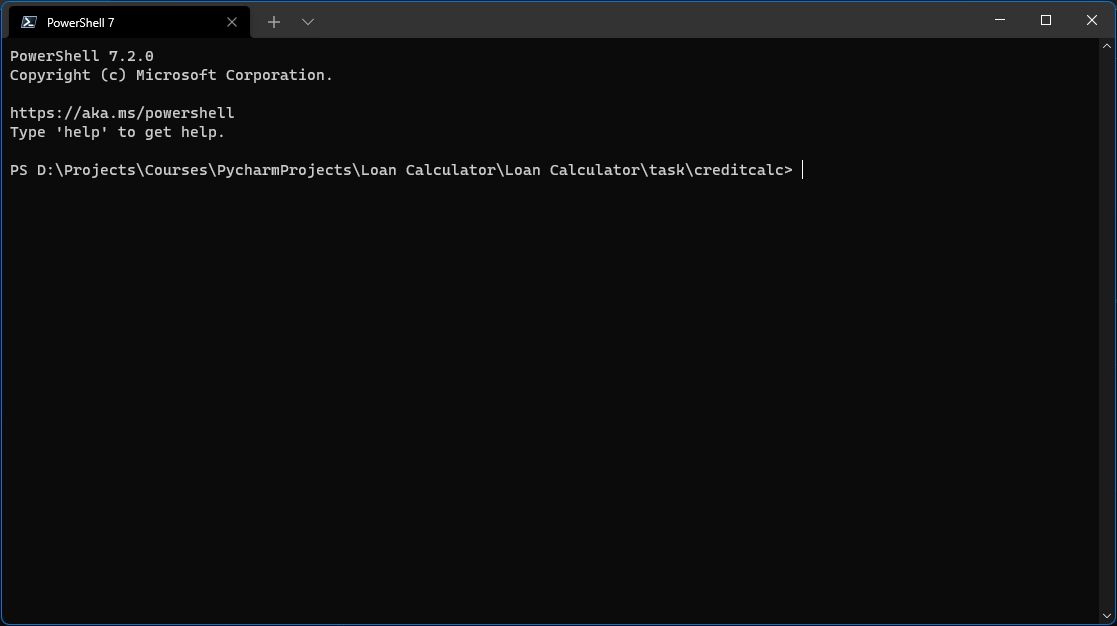 PowerShell 7
PowerShell 7.2.0
Copyright (c) Microsoft Corporation.
https://aka.ms/powershell
Type 'help' to get help.
PS D:\Projects\Courses\PycharmProjects\Loan Calculator\Loan Calculator\task\creditcalc>